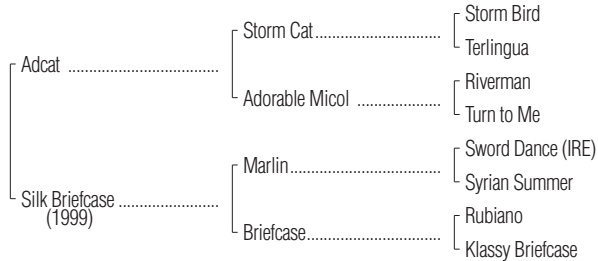 Storm Bird
Storm Cat
Terlingua
Adcat
Riverman
Adorable Micol
Turn to Me
Sword Dance (IRE)
Marlin
Syrian Summer
Silk Briefcase
(1999)
Rubiano
Briefcase
Klassy Briefcase